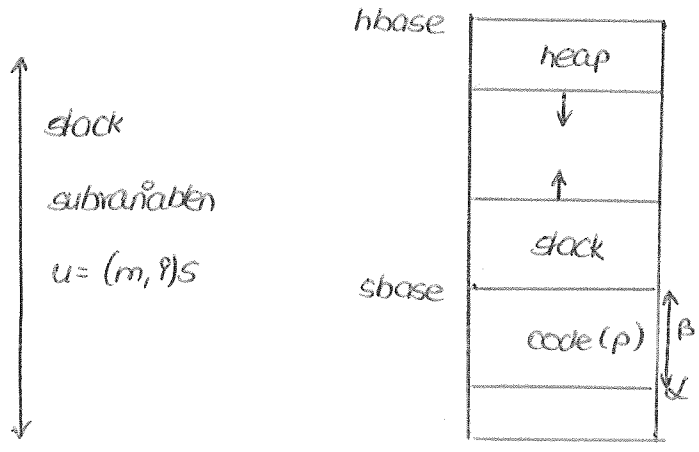 hbase
heap
stack
subvariablen
u = (m, i)s
stack
sbase
code(p)
β
α